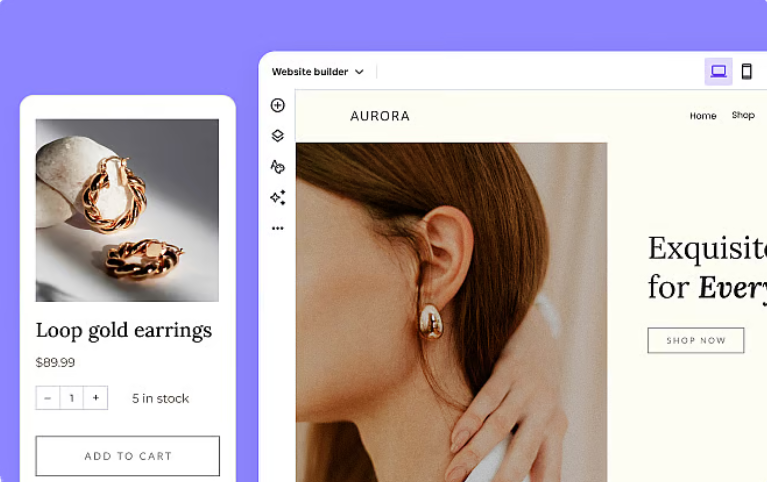 Website builder
AURORA
Home Shop
Loop gold earrings
$89.99
− 1 + 5 in stock
ADD TO CART
Exquisite
for Every
SHOP NOW